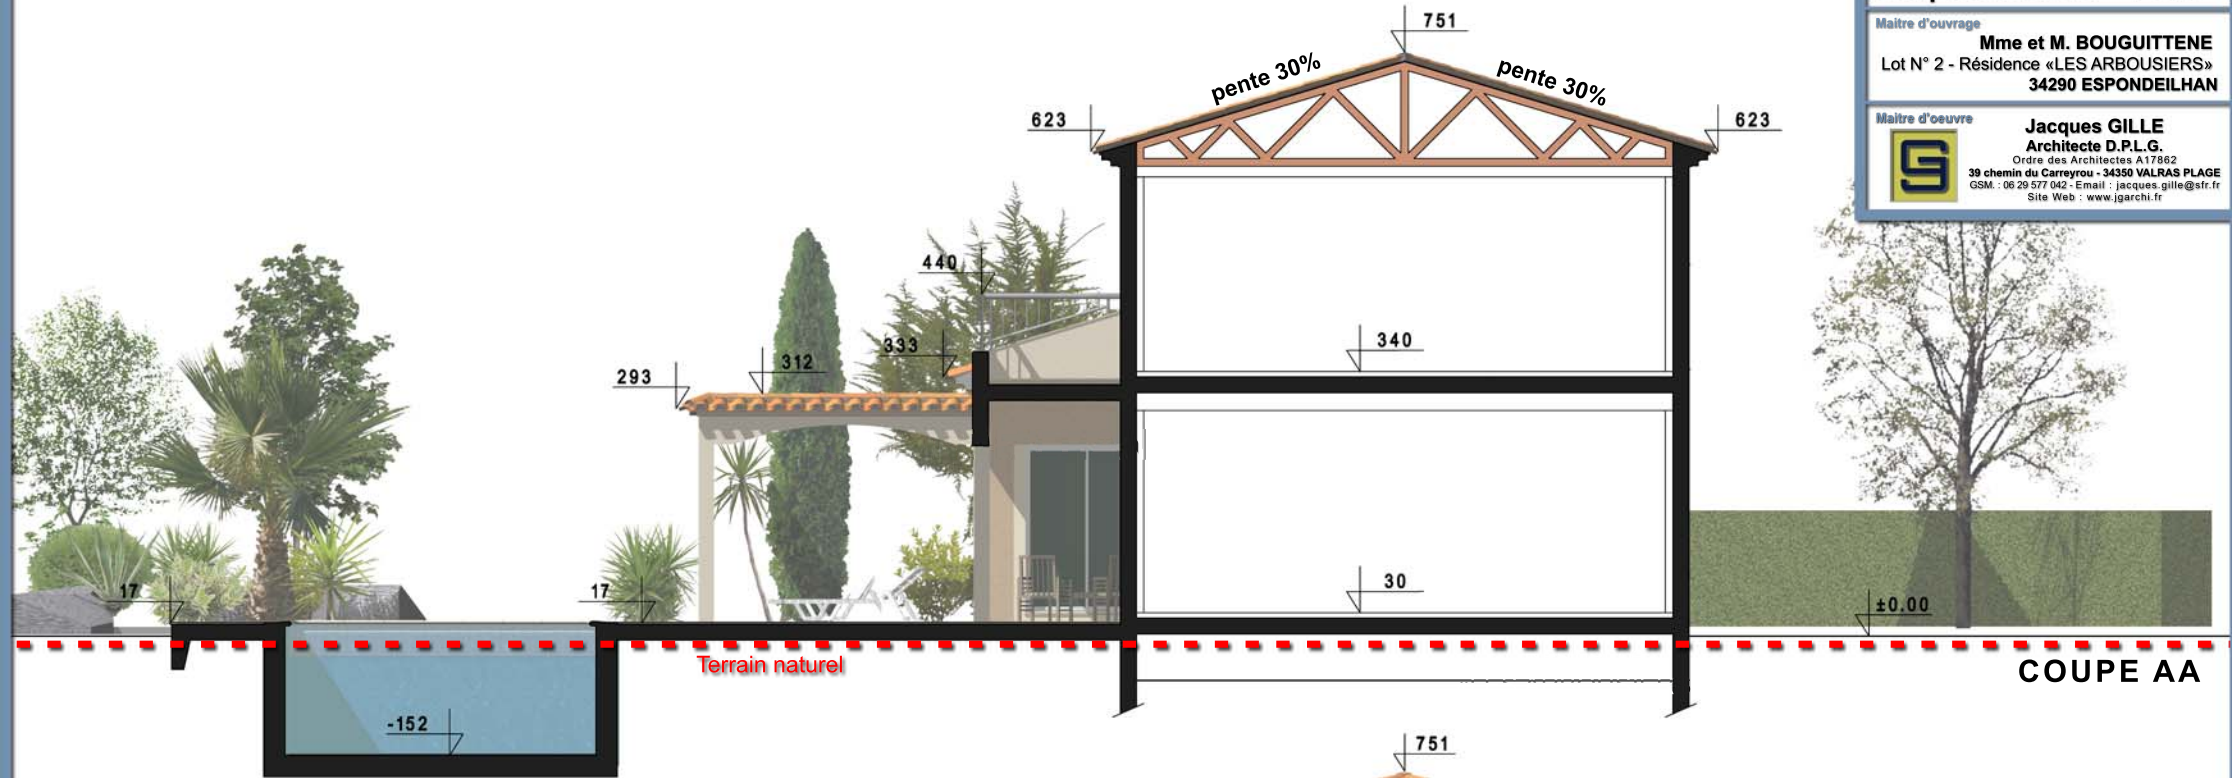 Maitre d'ouvrage
Mme et M. BOUGUITTENE
Lot N° 2 - Résidence «LES ARBOUSIERS»
34290 ESPONDEILHAN
Maitre d'oeuvre
Jacques GILLE
Architecte D.P.L.G.
Ordre des Architectes A17862
39 chemin du Carreyrou - 34350 VALRAS PLAGE
GSM. : 06 29 577 042 - Email : jacques.gille@sfr.fr
Site Web : www.jgarchi.fr
751
pente 30%
pente 30%
623
623
440
333
340
312
293
30
17
17
±0.00
Terrain naturel
COUPE AA
-152
751